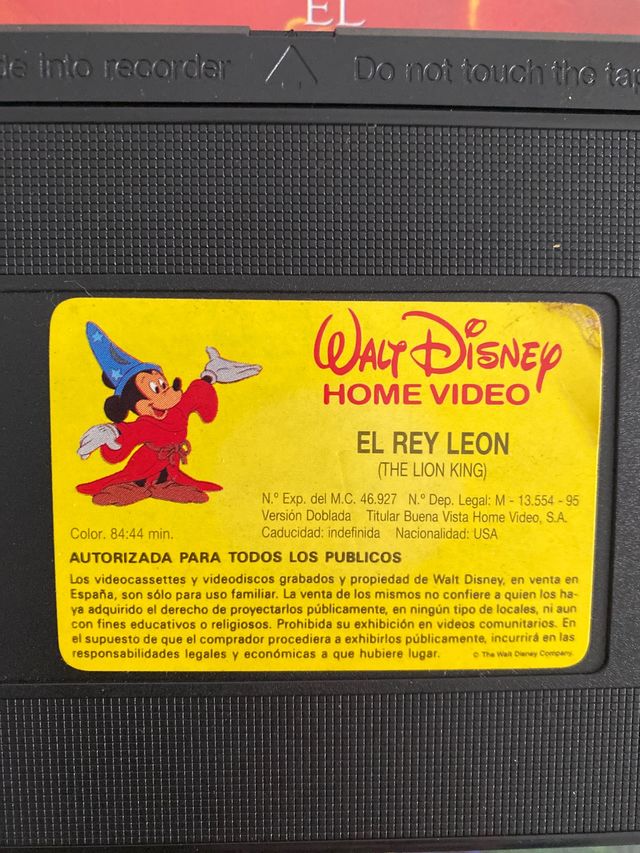 EL
into recorder
Do not touch the
WALT DISNEY
HOME VIDEO
EL REY LEON
(THE LION KING)
N.º Exp. del M.C. 46.927 N.º Dep. Legal: M - 13.554 - 95
Versión Doblada Titular Buena Vista Home Video, S.A.
Color. 84:44 min. Caducidad: indefinida Nacionalidad: USA
AUTORIZADA PARA TODOS LOS PUBLICOS
Los videocassettes y videodiscos grabados y propiedad de Walt Disney, en venta en
España, son sólo para uso familiar. La venta de los mismos no confiere a quien los ha-
ya adquirido el derecho de proyectarlos públicamente, en ningún tipo de locales, ni aun
con fines educativos o religiosos. Prohibida su exhibición en videos comunitarios. En
el supuesto de que el comprador procediera a exhibirlos públicamente, incurrirá en las
responsabilidades legales y económicas a que hubiere lugar. © The Walt Disney Company.